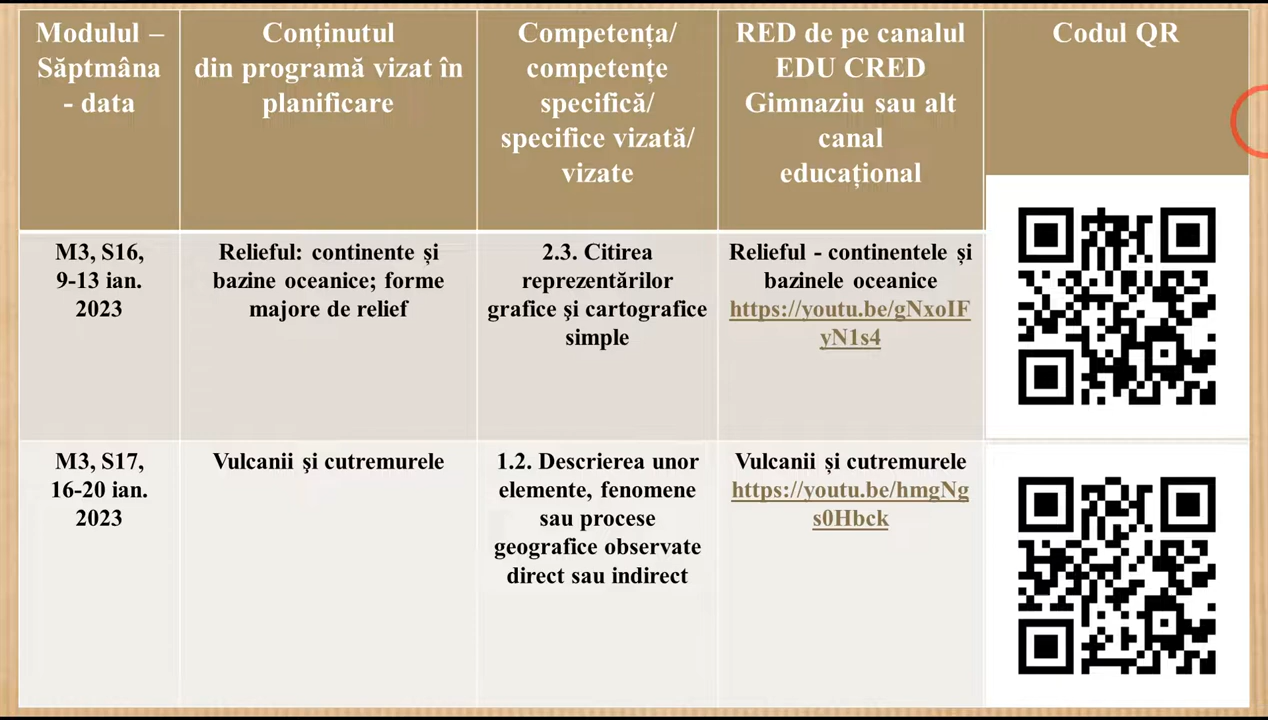 Modulul –
Săptmâna
- data
Conținutul
din programă vizat în
planificare
Competența/
competențe
specifică/
specifice vizată/
vizate
RED de pe canalul
EDU CRED
Gimnaziu sau alt
canal
educațional
Codul QR
M3, S16,
9-13 ian.
2023
Relieful: continente și
bazine oceanice; forme
majore de relief
2.3. Citirea
reprezentărilor
grafice şi cartografice
simple
Relieful - continentele și
bazinele oceanice
https://youtu.be/gNxoIF
yN1s4
M3, S17,
16-20 ian.
2023
Vulcanii şi cutremurele
1.2. Descrierea unor
elemente, fenomene
sau procese
geografice observate
direct sau indirect
Vulcanii și cutremurele
https://youtu.be/hmgNg
s0Hbck